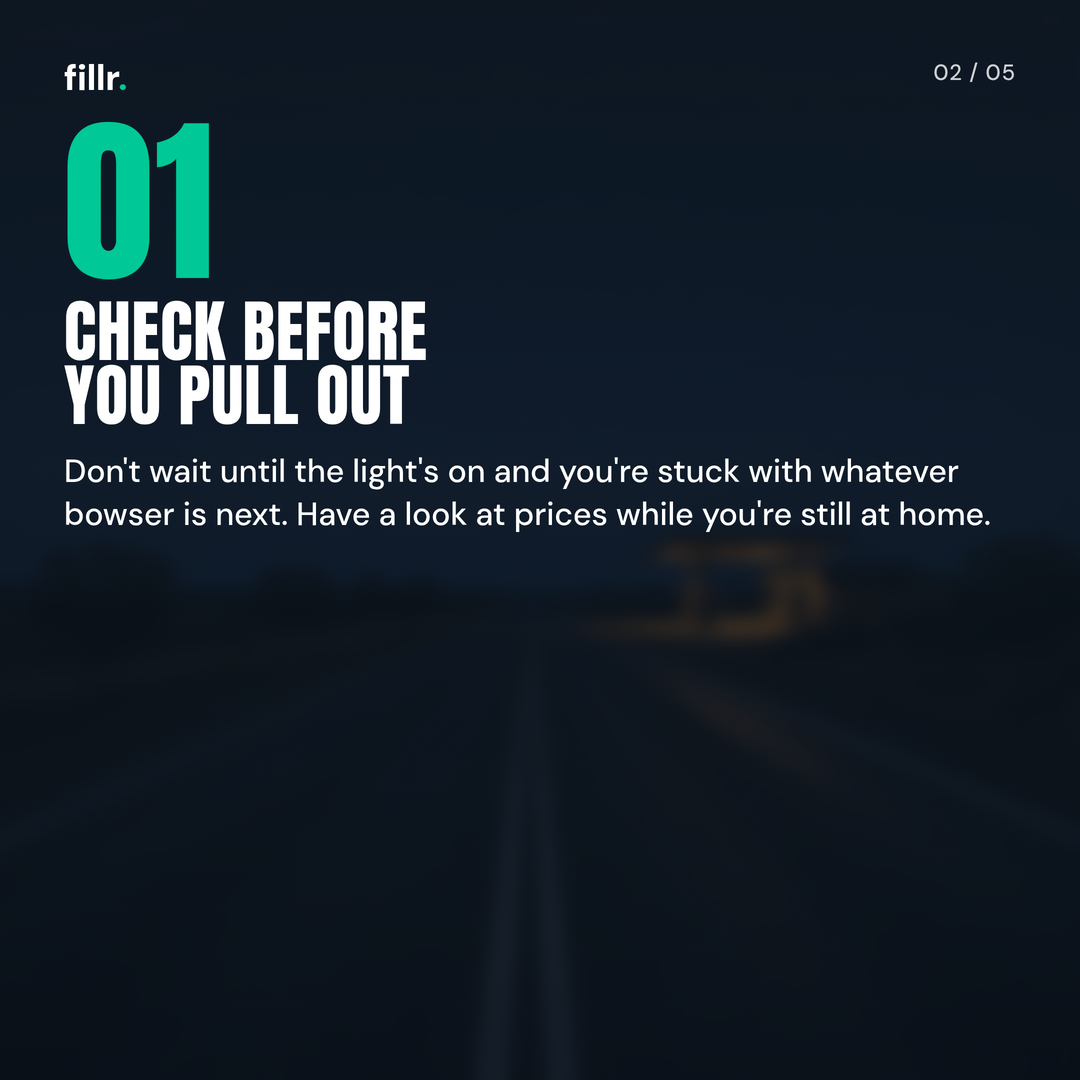 fillr.
02 / 05
01
CHECK BEFORE
YOU PULL OUT
Don't wait until the light's on and you're stuck with whatever
bowser is next. Have a look at prices while you're still at home.